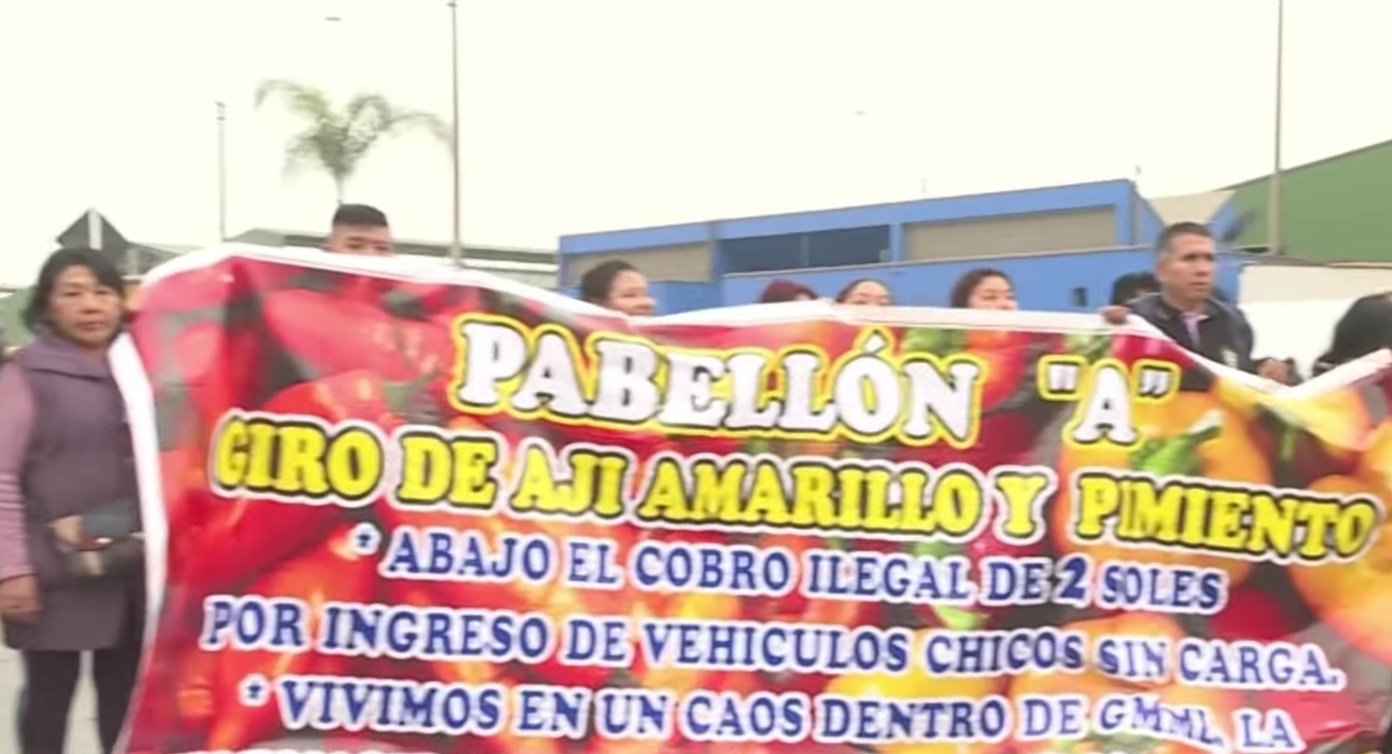 PABELLÓN "A"
GIRO DE AJI AMARILLO Y PIMIENTO
* ABAJO EL COBRO ILEGAL DE 2 SOLES
POR INGRESO DE VEHICULOS CHICOS SIN CARGA.
* VIVIMOS EN UN CAOS DENTRO DE GMML, LA